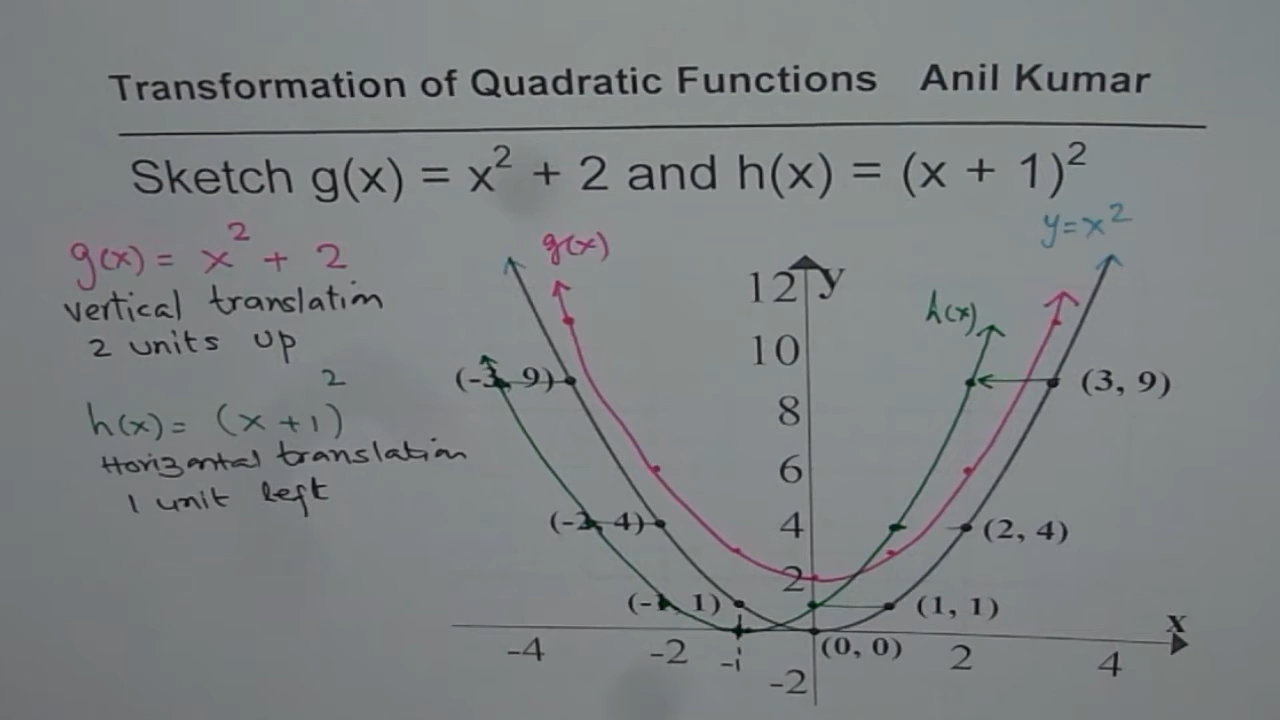 Transformation of Quadratic Functions Anil Kumar
Sketch g(x) = x² + 2 and h(x) = (x + 1)²
g(x) = x² + 2
vertical translation
2 units up
h(x) = (x + 1)²
Horizontal translation
1 unit left
g(x)
y = x²
h(x)
y
12
10
8
6
4
2
-2
(-3, 9)
(3, 9)
(-2, 4)
(2, 4)
(-1, 1)
(1, 1)
(0, 0)
x
-4
-2
-1
2
4